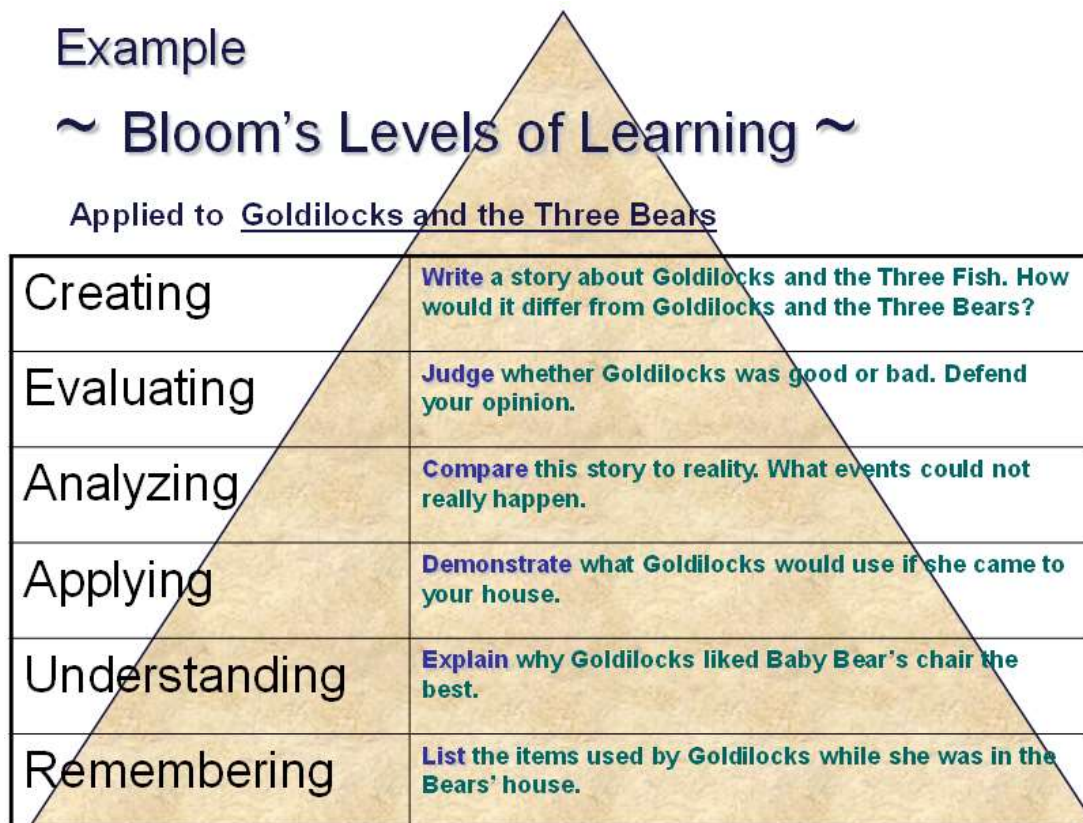 Example
~ Bloom's Levels of Learning ~
Applied to Goldilocks and the Three Bears
Creating
Write a story about Goldilocks and the Three Fish. How
would it differ from Goldilocks and the Three Bears?
Evaluating
Judge whether Goldilocks was good or bad. Defend
your opinion.
Analyzing
Compare this story to reality. What events could not
really happen.
Applying
Demonstrate what Goldilocks would use if she came to
your house.
Understanding
Explain why Goldilocks liked Baby Bear's chair the
best.
Remembering
List the items used by Goldilocks while she was in the
Bears' house.